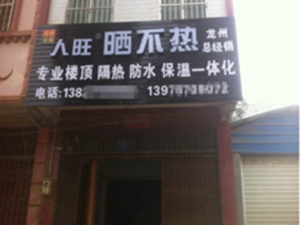 人旺 晒不热 龙州总经销
专业楼顶 隔热 防水 保温一体化
电话:138